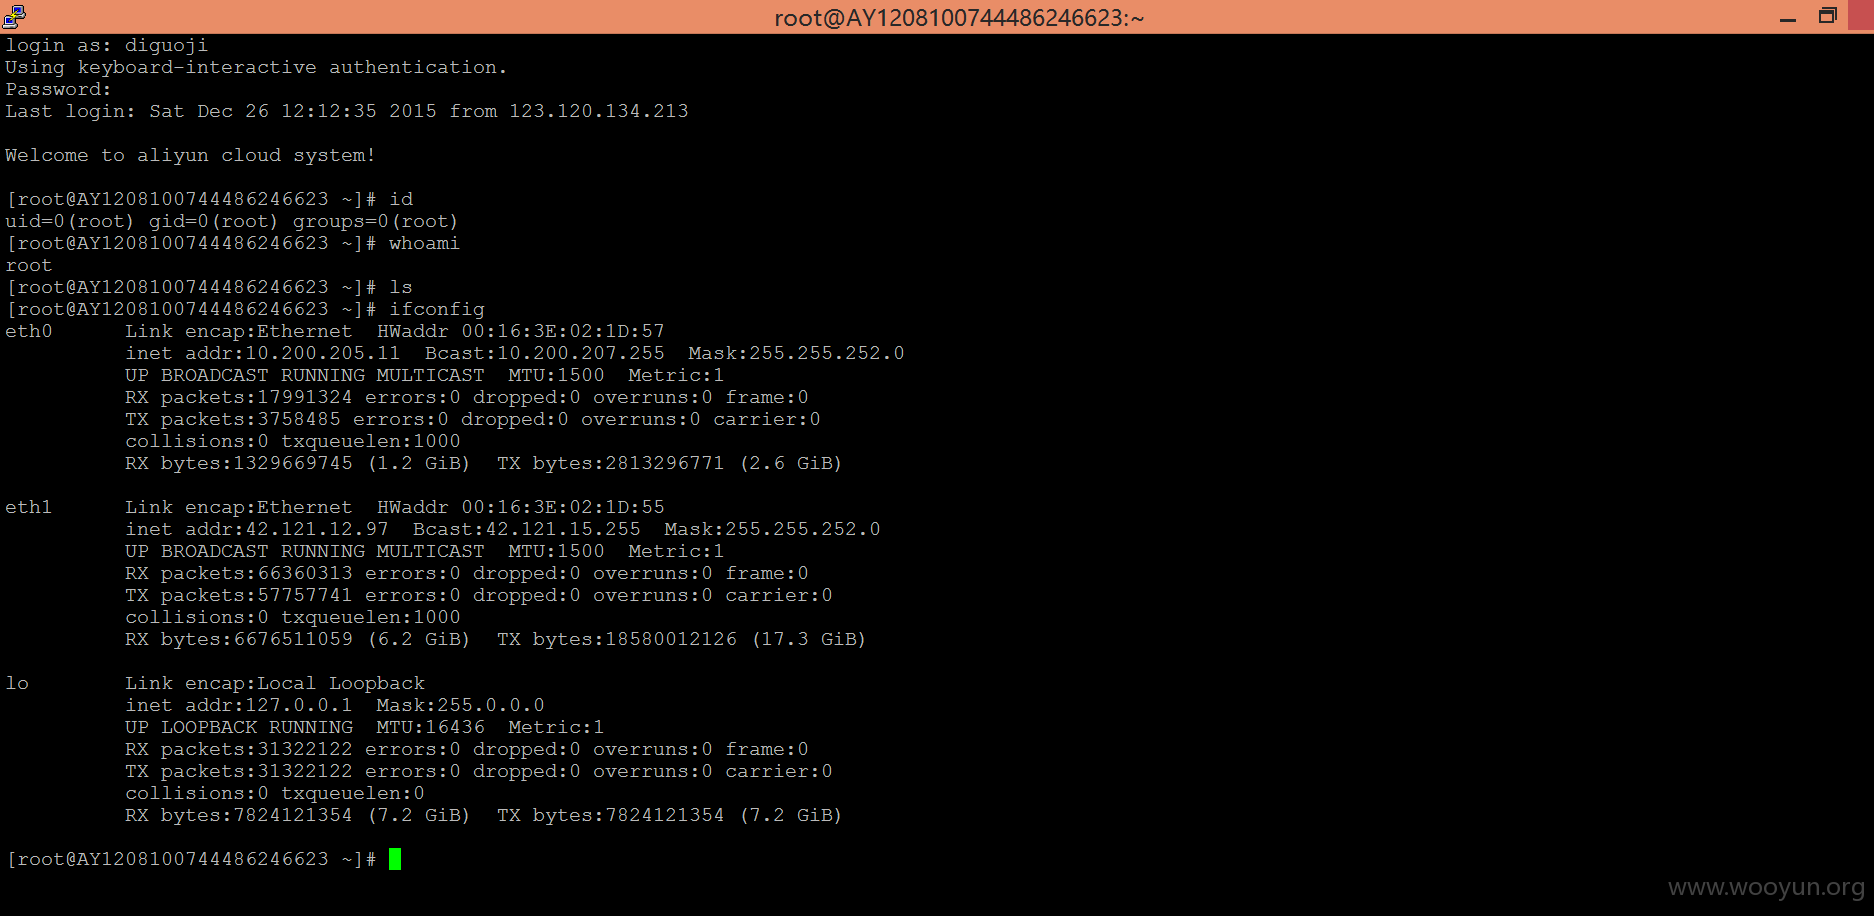 root@AY1208100744486246623:~
login as: diguoji
Using keyboard-interactive authentication.
Password:
Last login: Sat Dec 26 12:12:35 2015 from 123.120.134.213
Welcome to aliyun cloud system!
[root@AY1208100744486246623 ~]# id
uid=0(root) gid=0(root) groups=0(root)
[root@AY1208100744486246623 ~]# whoami
root
[root@AY1208100744486246623 ~]# ls
[root@AY1208100744486246623 ~]# ifconfig
eth0      Link encap:Ethernet  HWaddr 00:16:3E:02:1D:57
          inet addr:10.200.205.11  Bcast:10.200.207.255  Mask:255.255.252.0
          UP BROADCAST RUNNING MULTICAST  MTU:1500  Metric:1
          RX packets:17991324 errors:0 dropped:0 overruns:0 frame:0
          TX packets:3758485 errors:0 dropped:0 overruns:0 carrier:0
          collisions:0 txqueuelen:1000
          RX bytes:1329669745 (1.2 GiB)  TX bytes:2813296771 (2.6 GiB)
eth1      Link encap:Ethernet  HWaddr 00:16:3E:02:1D:55
          inet addr:42.121.12.97  Bcast:42.121.15.255  Mask:255.255.252.0
          UP BROADCAST RUNNING MULTICAST  MTU:1500  Metric:1
          RX packets:66360313 errors:0 dropped:0 overruns:0 frame:0
          TX packets:57757741 errors:0 dropped:0 overruns:0 carrier:0
          collisions:0 txqueuelen:1000
          RX bytes:6676511059 (6.2 GiB)  TX bytes:18580012126 (17.3 GiB)
lo        Link encap:Local Loopback
          inet addr:127.0.0.1  Mask:255.0.0.0
          UP LOOPBACK RUNNING  MTU:16436  Metric:1
          RX packets:31322122 errors:0 dropped:0 overruns:0 frame:0
          TX packets:31322122 errors:0 dropped:0 overruns:0 carrier:0
          collisions:0 txqueuelen:0
          RX bytes:7824121354 (7.2 GiB)  TX bytes:7824121354 (7.2 GiB)
[root@AY1208100744486246623 ~]#
www.wooyun.org